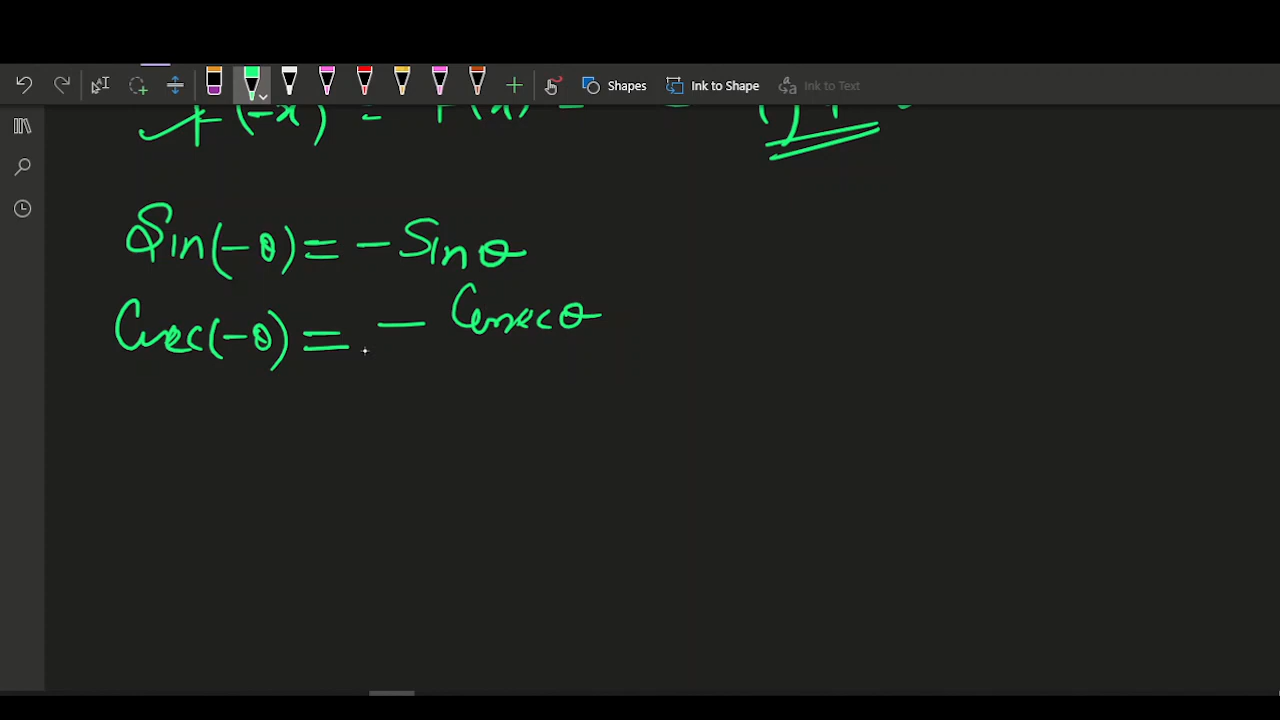 Shapes Ink to Shape Ink to Text
f(-x) = f(x) =
Sin(-θ) = - Sinθ
Cosec(-θ) = - Cosecθ